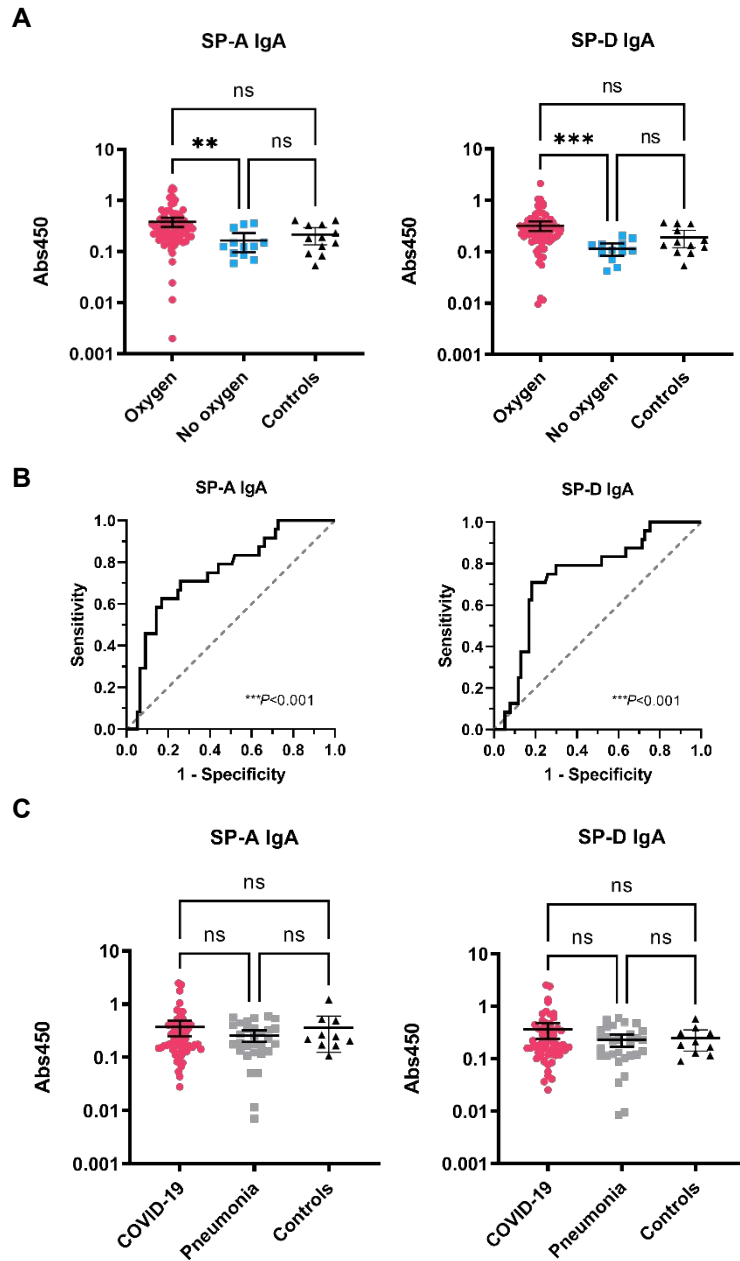 A
SP-A IgA
ns
**
ns
10
1
0.1
0.01
0.001
Abs450
Oxygen
No oxygen
Controls
SP-D IgA
ns
***
ns
10
1
0.1
0.01
0.001
Abs450
Oxygen
No oxygen
Controls
B
SP-A IgA
1.0
0.8
0.6
0.4
0.2
0.0
Sensitivity
***P<0.001
0.0 0.2 0.4 0.6 0.8 1.0
1 - Specificity
SP-D IgA
1.0
0.8
0.6
0.4
0.2
0.0
Sensitivity
***P<0.001
0.0 0.2 0.4 0.6 0.8 1.0
1 - Specificity
C
SP-A IgA
ns
ns
ns
10
1
0.1
0.01
0.001
Abs450
COVID-19
Pneumonia
Controls
SP-D IgA
ns
ns
ns
10
1
0.1
0.01
0.001
Abs450
COVID-19
Pneumonia
Controls